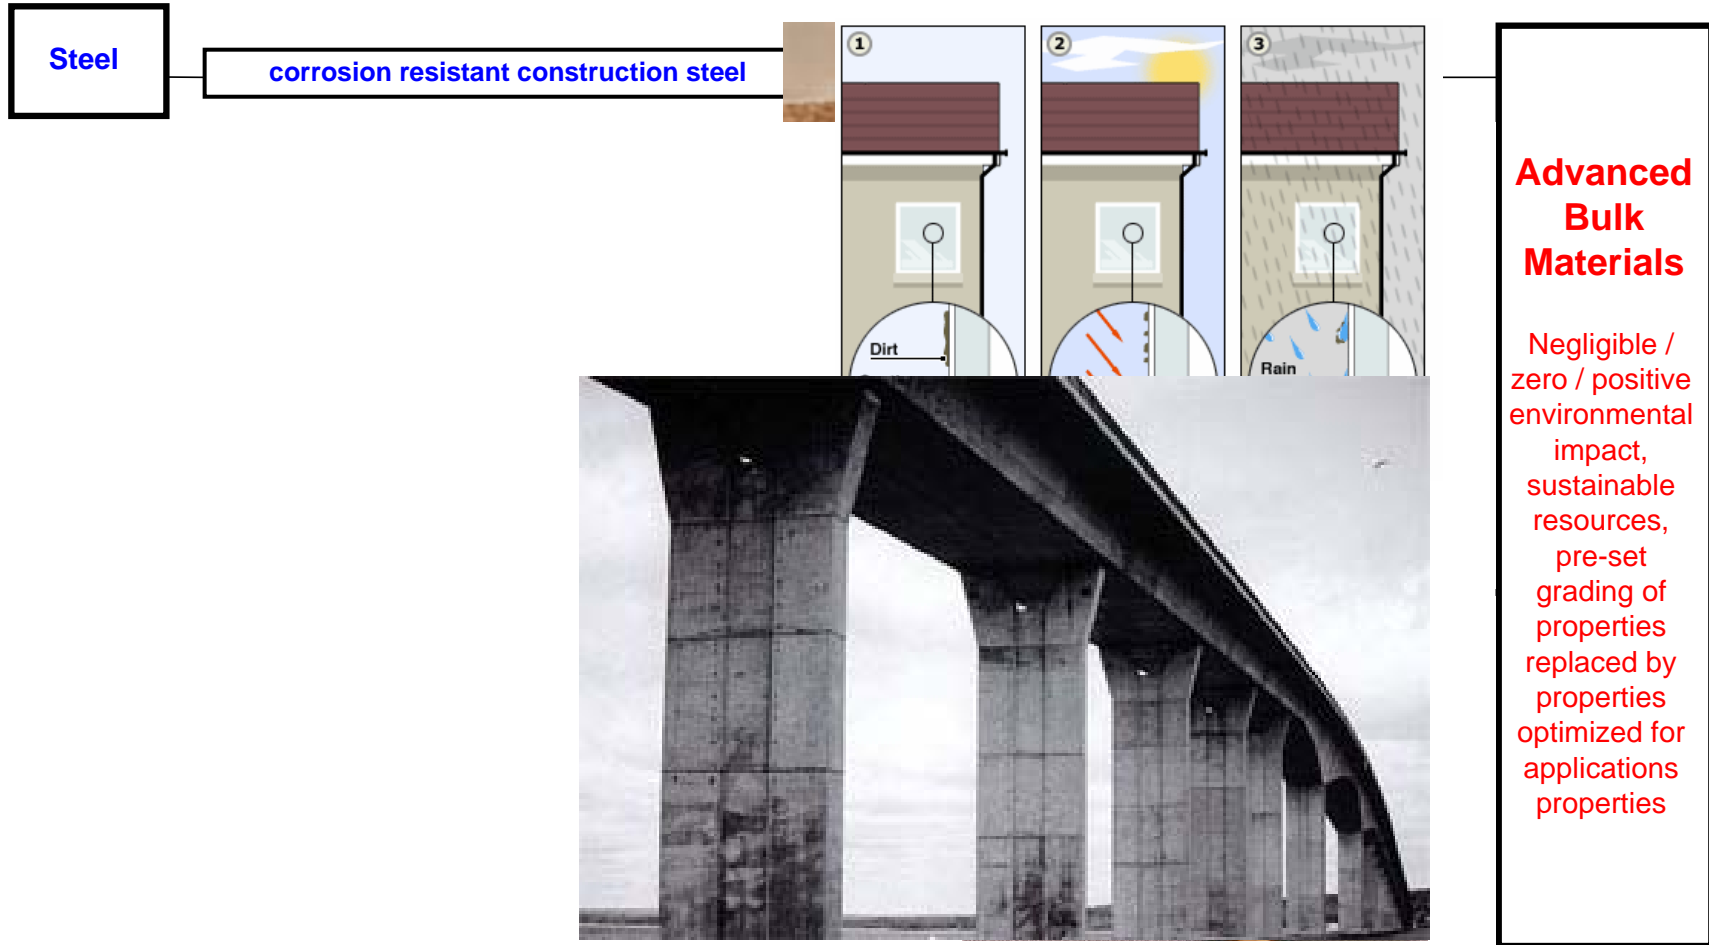 Steel
corrosion resistant construction steel
1
2
3
Dirt
Rain
Advanced
Bulk
Materials
Negligible /
zero / positive
environmental
impact,
sustainable
resources,
pre-set
grading of
properties
replaced by
properties
optimized for
applications
properties